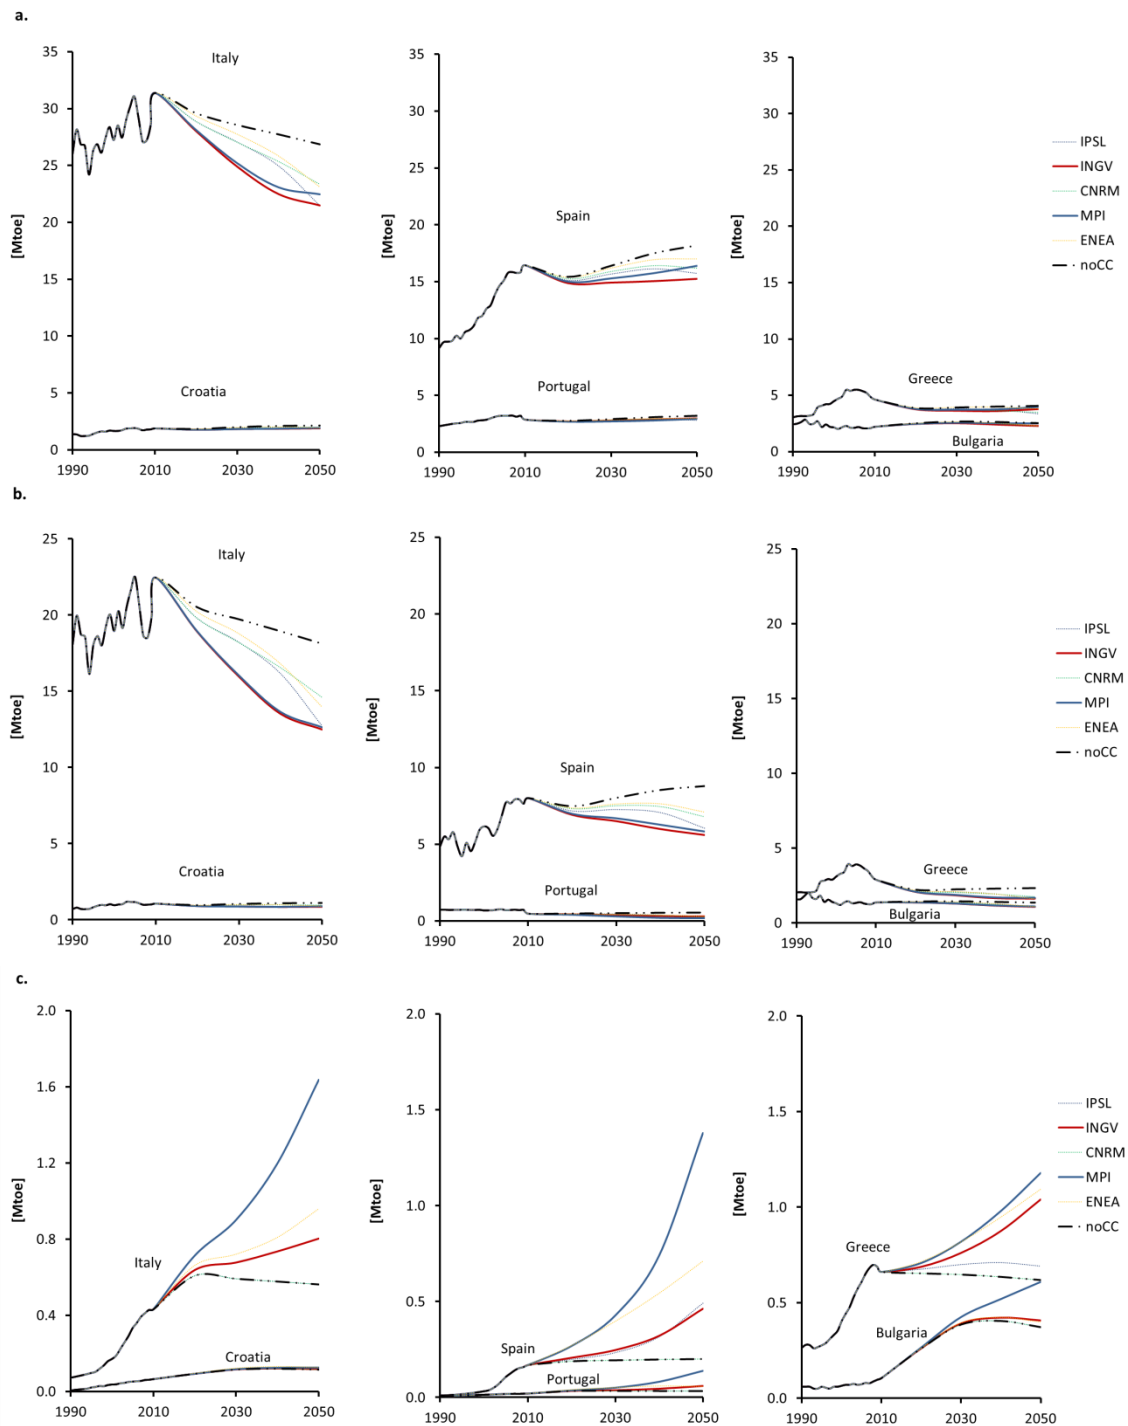 a.
35
30
25
20
15
10
5
0
[Mtoe]
Italy
Croatia
1990 2010 2030 2050
35
30
25
20
15
10
5
0
[Mtoe]
Spain
Portugal
1990 2010 2030 2050
35
30
25
20
15
10
5
0
[Mtoe]
Greece
Bulgaria
1990 2010 2030 2050
IPSL
INGV
CNRM
MPI
ENEA
noCC
b.
25
20
15
10
5
0
[Mtoe]
Italy
Croatia
1990 2010 2030 2050
25
20
15
10
5
0
[Mtoe]
Spain
Portugal
1990 2010 2030 2050
25
20
15
10
5
0
[Mtoe]
Greece
Bulgaria
1990 2010 2030 2050
IPSL
INGV
CNRM
MPI
ENEA
noCC
c.
2.0
1.6
1.2
0.8
0.4
0.0
[Mtoe]
Italy
Croatia
1990 2010 2030 2050
2.0
1.5
1.0
0.5
0.0
[Mtoe]
Spain
Portugal
1990 2010 2030 2050
2.0
1.5
1.0
0.5
0.0
[Mtoe]
Greece
Bulgaria
1990 2010 2030 2050
IPSL
INGV
CNRM
MPI
ENEA
noCC